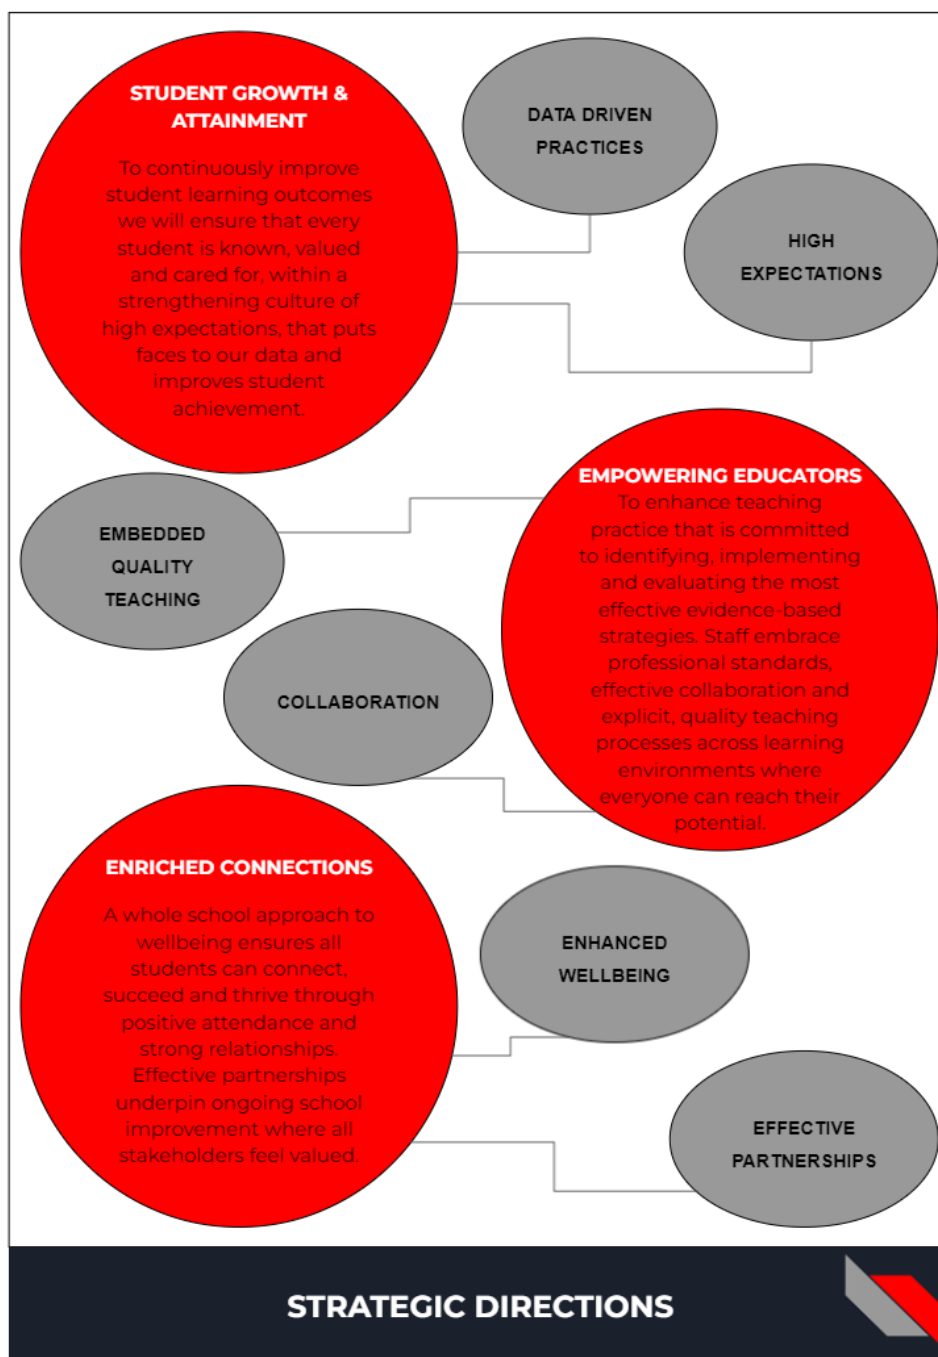 STUDENT GROWTH &
ATTAINMENT
To continuously improve
student learning outcomes
we will ensure that every
student is known, valued
and cared for, within a
strengthening culture of
high expectations, that puts
faces to our data and
improves student
achievement.
DATA DRIVEN
PRACTICES
HIGH
EXPECTATIONS
EMPOWERING EDUCATORS
To enhance teaching
practice that is committed
to identifying, implementing
and evaluating the most
effective evidence-based
strategies. Staff embrace
professional standards,
effective collaboration and
explicit, quality teaching
processes across learning
environments where
everyone can reach their
potential.
EMBEDDED
QUALITY
TEACHING
COLLABORATION
ENRICHED CONNECTIONS
A whole school approach to
wellbeing ensures all
students can connect,
succeed and thrive through
positive attendance and
strong relationships.
Effective partnerships
underpin ongoing school
improvement where all
stakeholders feel valued.
ENHANCED
WELLBEING
EFFECTIVE
PARTNERSHIPS
STRATEGIC DIRECTIONS